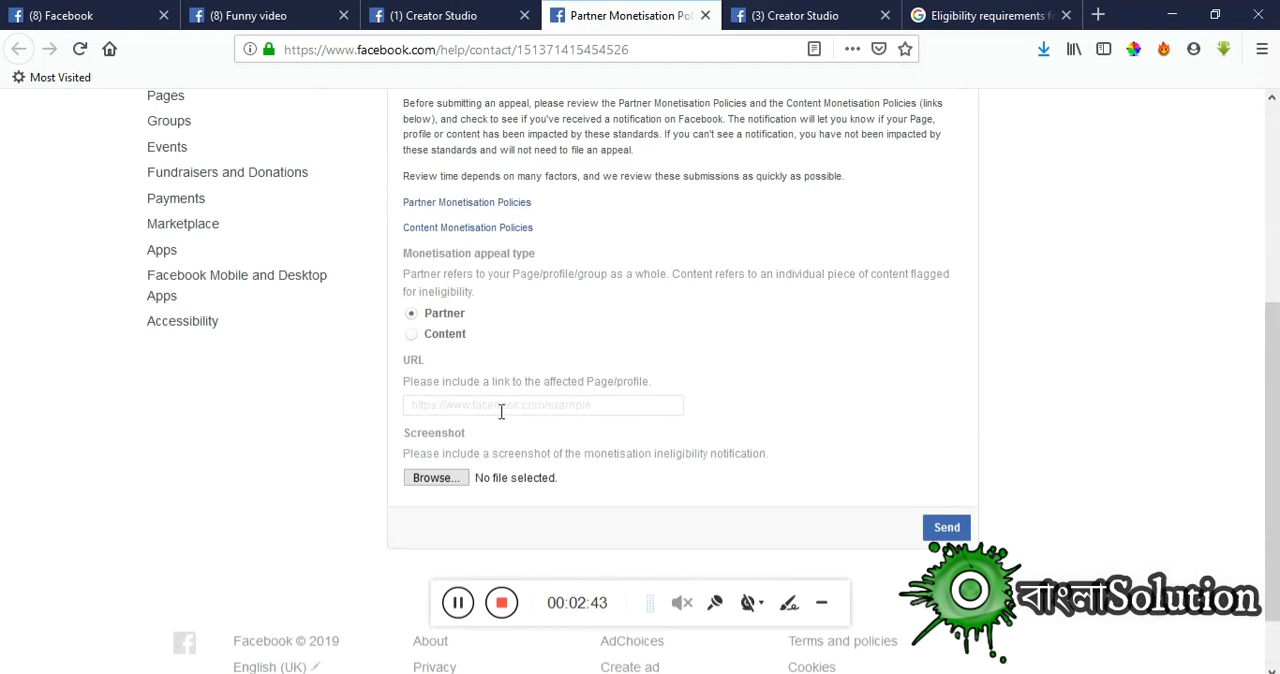 (8) Facebook
(8) Funny video
(1) Creator Studio
Partner Monetisation Pol
(3) Creator Studio
Eligibility requirements f
https://www.facebook.com/help/contact/151371415454526
Most Visited
Pages
Groups
Events
Fundraisers and Donations
Payments
Marketplace
Apps
Facebook Mobile and Desktop
Apps
Accessibility
Before submitting an appeal, please review the Partner Monetisation Policies and the Content Monetisation Policies (links
below), and check to see if you've received a notification on Facebook. The notification will let you know if your Page,
profile or content has been impacted by these standards. If you can't see a notification, you have not been impacted by
these standards and will not need to file an appeal.
Review time depends on many factors, and we review these submissions as quickly as possible.
Partner Monetisation Policies
Content Monetisation Policies
Monetisation appeal type
Partner refers to your Page/profile/group as a whole. Content refers to an individual piece of content flagged
for ineligibility.
Partner
Content
URL
Please include a link to the affected Page/profile.
https://www.facebook.com/example
Screenshot
Please include a screenshot of the monetisation ineligibility notification.
Browse... No file selected.
Send
00:02:43
বাংলাSolution
Facebook © 2019
English (UK)
About
Privacy
AdChoices
Create ad
Terms and policies
Cookies